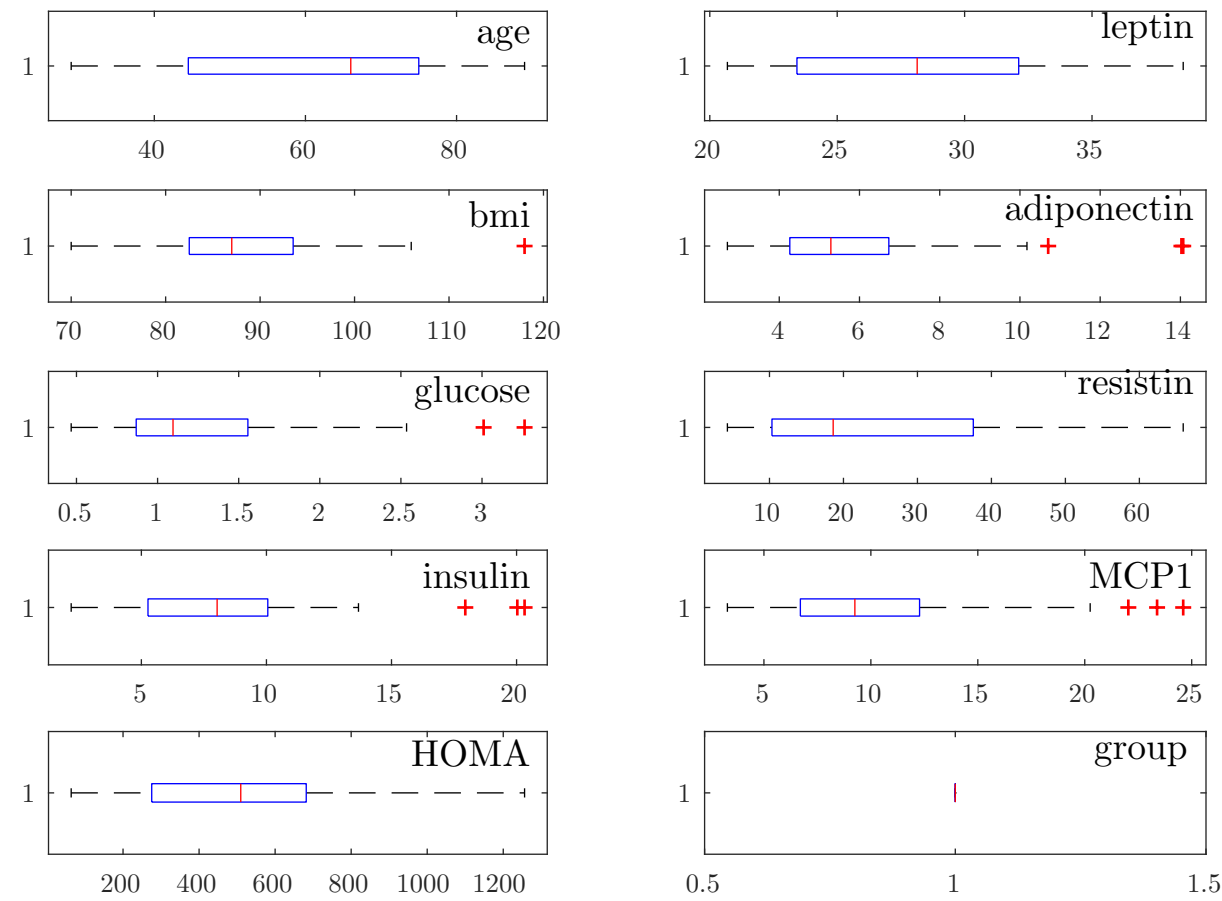 age
1
40 60 80
leptin
1
20 25 30 35
bmi
1
70 80 90 100 110 120
adiponectin
1
4 6 8 10 12 14
glucose
1
0.5 1 1.5 2 2.5 3
resistin
1
10 20 30 40 50 60
insulin
1
5 10 15 20
MCP1
1
5 10 15 20 25
HOMA
1
200 400 600 800 1000 1200
group
1
0.5 1 1.5